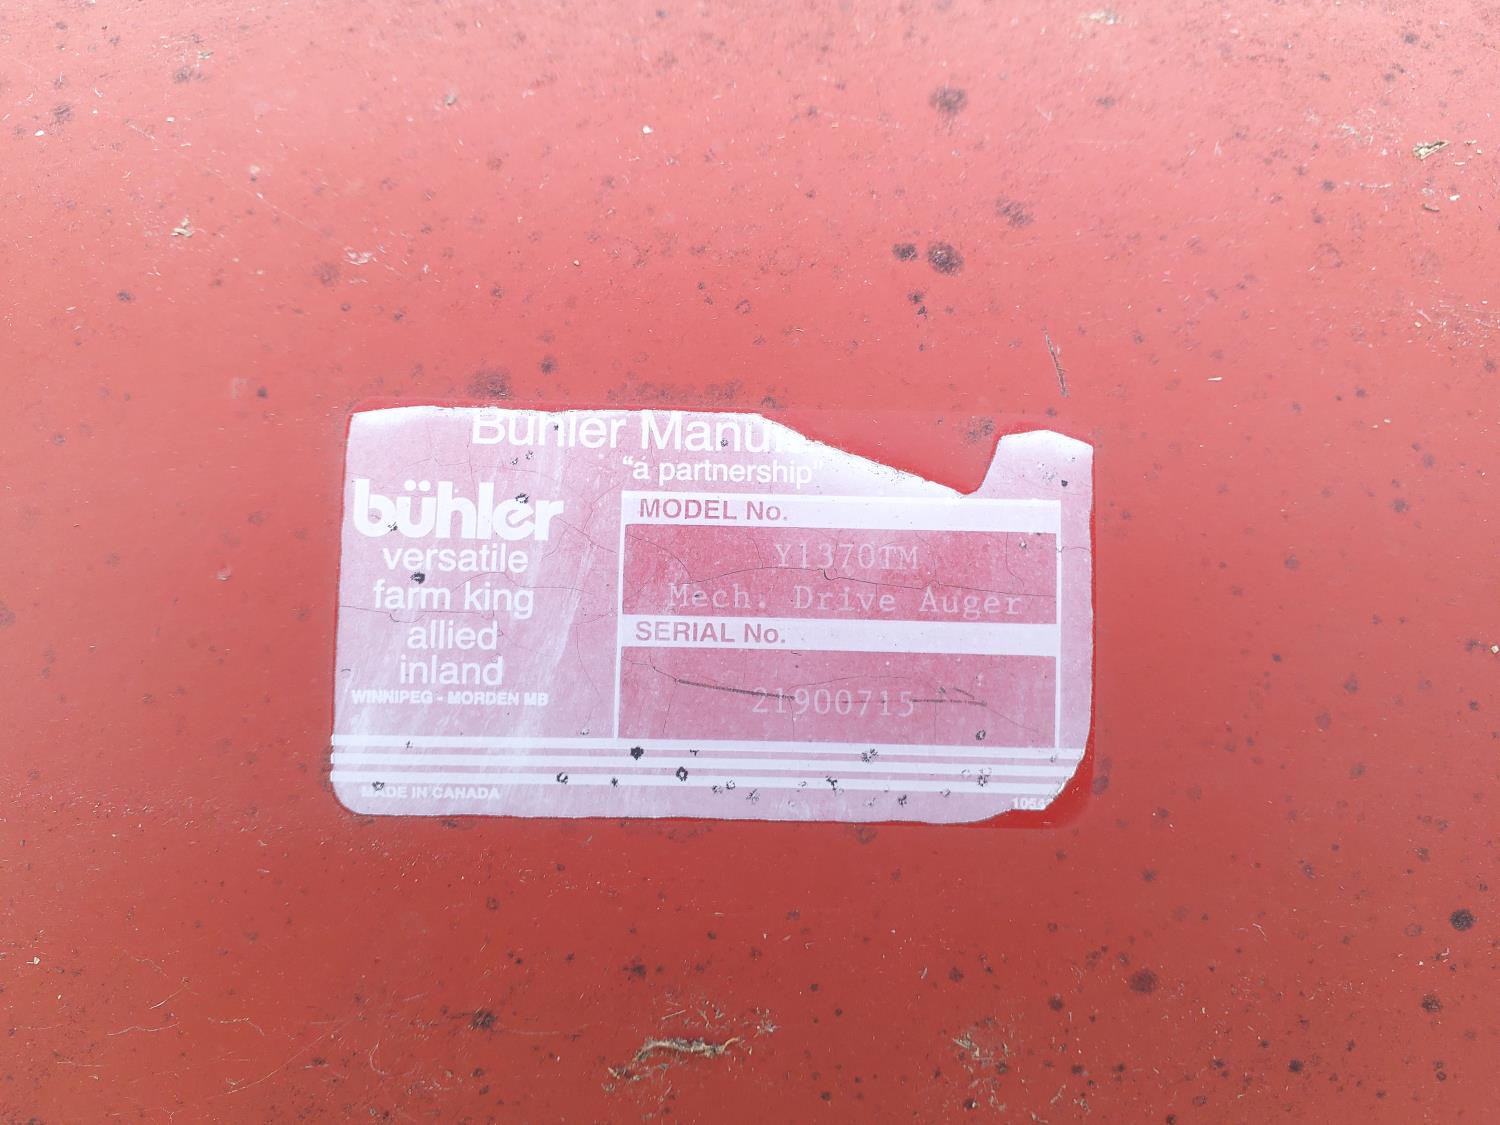 Buhler Manu
"a partnership"
bühler
versatile
farm king
allied
inland
WINNIPEG - MORDEN MB
MODEL No.
Y1370TM
Mech. Drive Auger
SERIAL No.
21900715
MADE IN CANADA